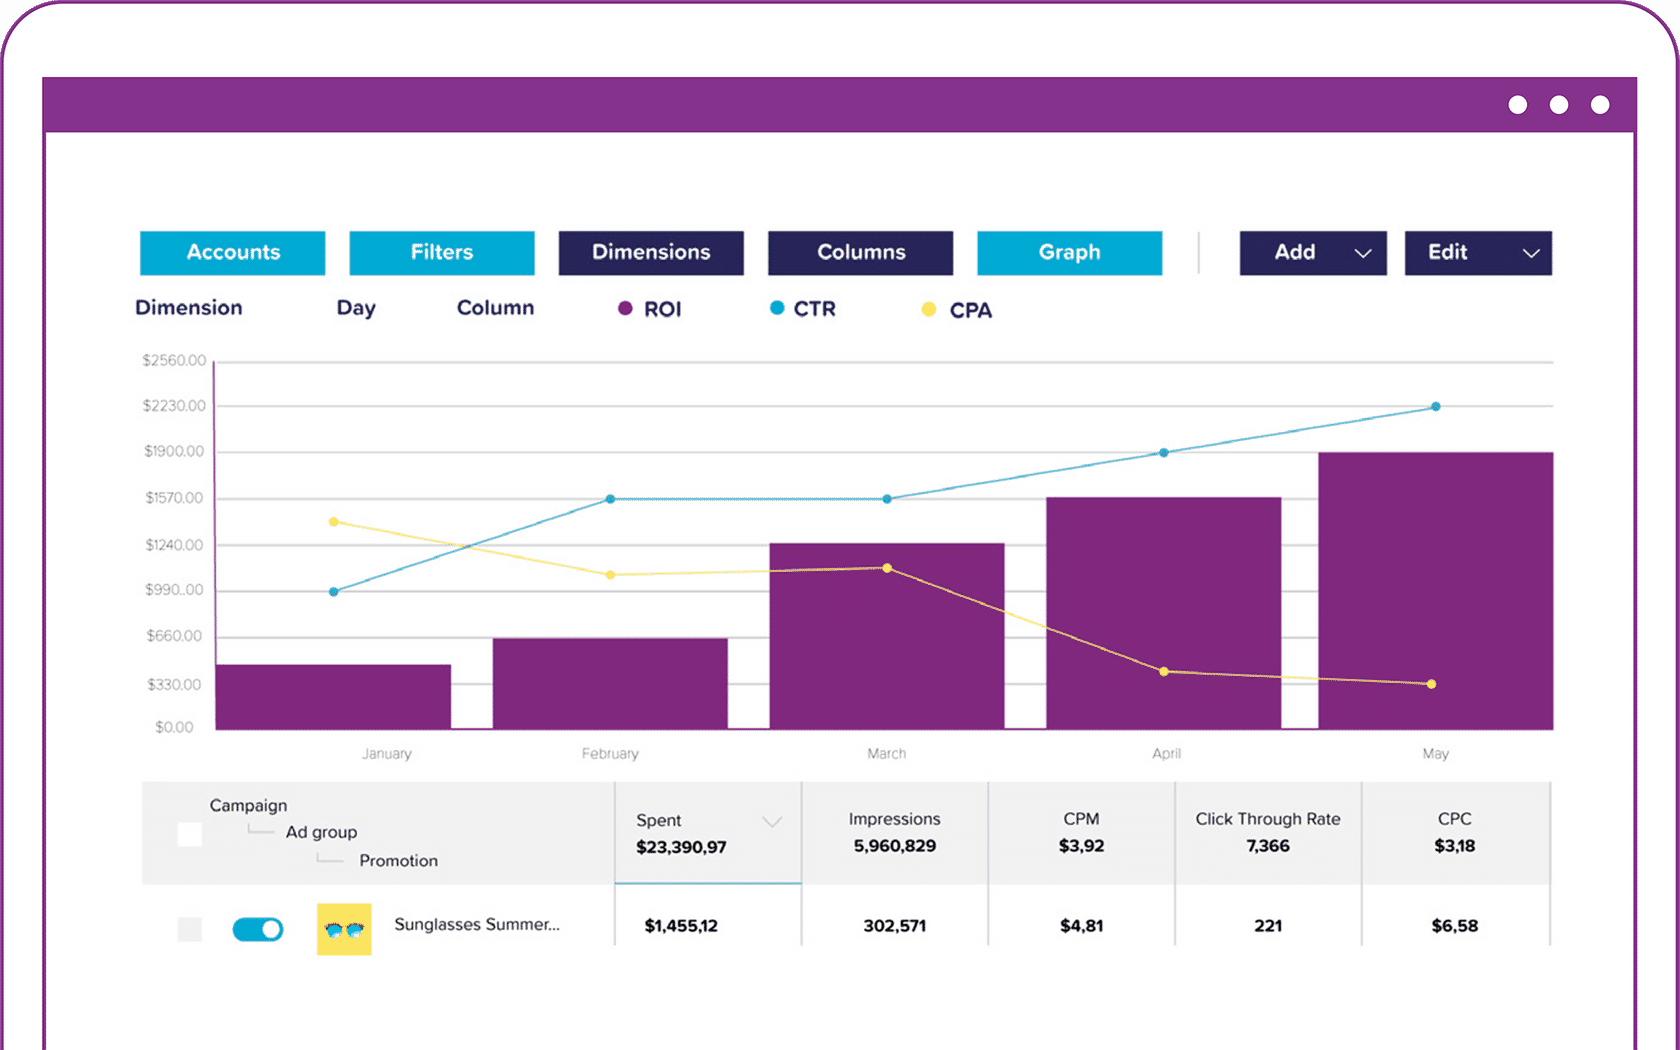 Accounts Filters Dimensions Columns Graph Add Edit
Dimension Day Column ROI CTR CPA
$2560.00
$2230.00
$1900.00
$1570.00
$1240.00
$990.00
$660.00
$330.00
$0.00
January February March April May
Campaign
Ad group
Promotion
Spent Impressions CPM Click Through Rate CPC
$23,390,97 5,960,829 $3,92 7,366 $3,18
Sunglasses Summer... $1,455,12 302,571 $4,81 221 $6,58